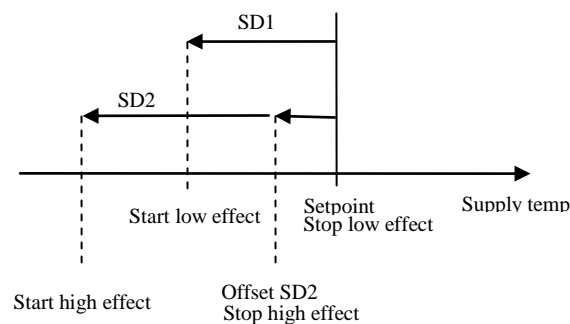 SD1
SD2
Start low effect
Setpoint
Stop low effect
Supply temp
Start high effect
Offset SD2
Stop high effect